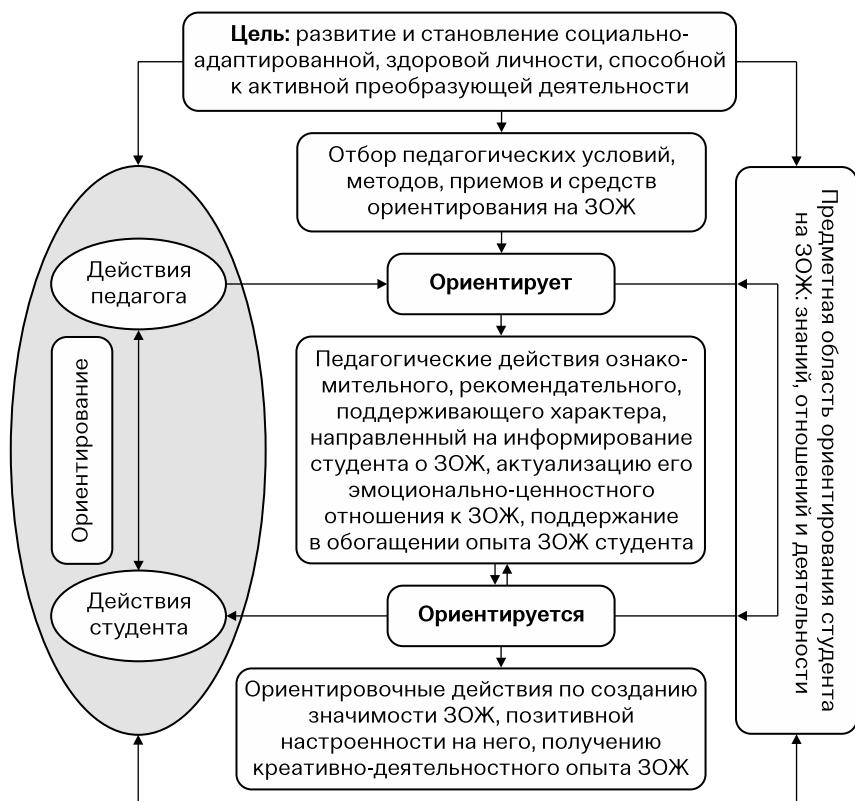 Цель: развитие и становление социально-
адаптированной, здоровой личности, способной
к активной преобразующей деятельности
Отбор педагогических условий,
методов, приемов и средств
ориентирования на ЗОЖ
Действия
педагога
Ориентирует
Ориентирование
Педагогические действия ознако-
мительного, рекомендательного,
поддерживающего характера,
направленный на информирование
студента о ЗОЖ, актуализацию его
эмоционально-ценностного
отношения к ЗОЖ, поддержание
в обогащении опыта ЗОЖ студента
Действия
студента
Ориентируется
Ориентировочные действия по созданию
значимости ЗОЖ, позитивной
настроенности на него, получению
креативно-деятельностного опыта ЗОЖ
Предметная область ориентирования студента
на ЗОЖ: знаний, отношений и деятельности